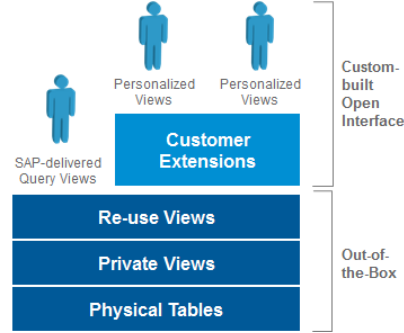 Personalized
Views
Personalized
Views
Custom-
built
Open
Interface
SAP-delivered
Query Views
Customer
Extensions
Re-use Views
Private Views
Physical Tables
Out-of-
the-Box